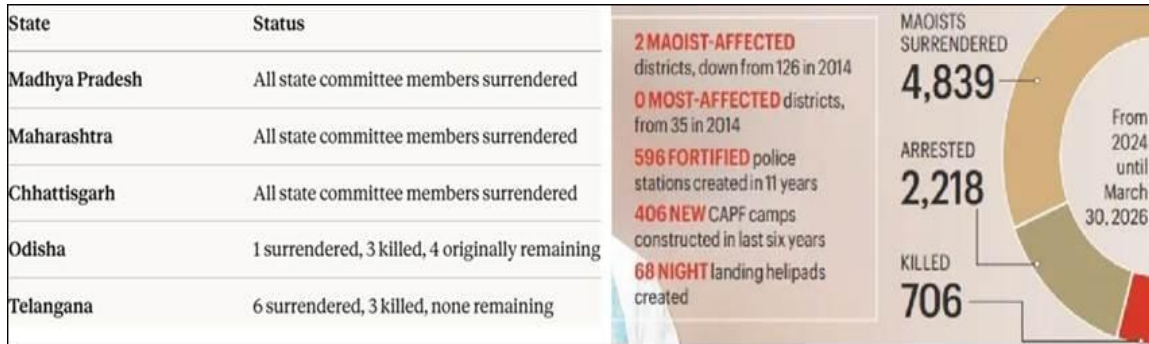 State Status
Madhya Pradesh All state committee members surrendered
Maharashtra All state committee members surrendered
Chhattisgarh All state committee members surrendered
Odisha 1 surrendered, 3 killed, 4 originally remaining
Telangana 6 surrendered, 3 killed, none remaining
2 MAOIST-AFFECTED
districts, down from 126 in 2014
0 MOST-AFFECTED districts,
from 35 in 2014
596 FORTIFIED police
stations created in 11 years
406 NEW CAPF camps
constructed in last six years
68 NIGHT landing helipads
created
MAOISTS
SURRENDERED
4,839
ARRESTED
2,218
KILLED
706
From
2024
until
March
30, 2026